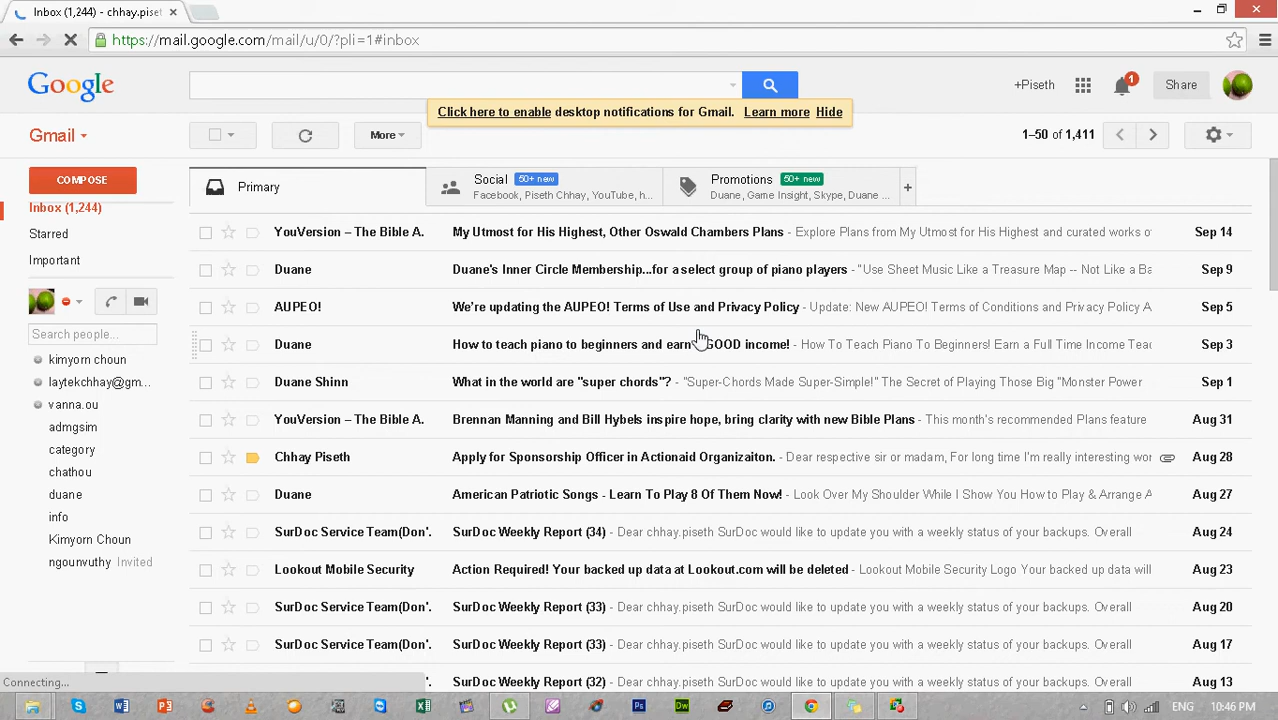 Inbox (1,244) - chhay.piset
https://mail.google.com/mail/u/0/?pli=1#inbox
Google
+Piseth
1
Share
Click here to enable desktop notifications for Gmail. Learn more Hide
Gmail
More
1–50 of 1,411
COMPOSE
Inbox (1,244)
Starred
Important
Search people...
kimyorn choun
laytekchhay@gm...
vanna.ou
admgsim
category
chathou
duane
info
Kimyorn Choun
ngounvuthy Invited
Primary
Social 50+ new
Facebook, Piseth Chhay, YouTube, h...
Promotions 50+ new
Duane, Game Insight, Skype, Duane ...
+
YouVersion – The Bible A. My Utmost for His Highest, Other Oswald Chambers Plans - Explore Plans from My Utmost for His Highest and curated works of Sep 14
Duane Duane's Inner Circle Membership...for a select group of piano players - "Use Sheet Music Like a Treasure Map -- Not Like a Ba Sep 9
AUPEO! We're updating the AUPEO! Terms of Use and Privacy Policy - Update: New AUPEO! Terms of Conditions and Privacy Policy A Sep 5
Duane How to teach piano to beginners and earn GOOD income! - How To Teach Piano To Beginners! Earn a Full Time Income Teac Sep 3
Duane Shinn What in the world are "super chords"? - "Super-Chords Made Super-Simple!" The Secret of Playing Those Big "Monster Power Sep 1
YouVersion – The Bible A. Brennan Manning and Bill Hybels inspire hope, bring clarity with new Bible Plans - This month's recommended Plans feature Aug 31
Chhay Piseth Apply for Sponsorship Officer in Actionaid Organizaiton. - Dear respective sir or madam, For long time I'm really interesting wor Aug 28
Duane American Patriotic Songs - Learn To Play 8 Of Them Now! - Look Over My Shoulder While I Show You How to Play & Arrange A Aug 27
SurDoc Service Team(Don'. SurDoc Weekly Report (34) - Dear chhay.piseth SurDoc would like to update you with a weekly status of your backups. Overall Aug 24
Lookout Mobile Security Action Required! Your backed up data at Lookout.com will be deleted - Lookout Mobile Security Logo Your backed up data will Aug 23
SurDoc Service Team(Don'. SurDoc Weekly Report (33) - Dear chhay.piseth SurDoc would like to update you with a weekly status of your backups. Overall Aug 20
SurDoc Service Team(Don'. SurDoc Weekly Report (33) - Dear chhay.piseth SurDoc would like to update you with a weekly status of your backups. Overall Aug 17
SurDoc Service Team(Don'. SurDoc Weekly Report (32) - Dear chhay.piseth SurDoc would like to update you with a weekly status of your backups. Overall Aug 13
Connecting...
ENG 10:46 PM